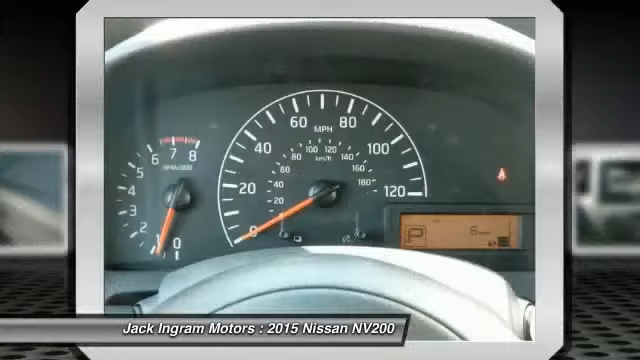 60 MPH 80
40 100
20 120
0
80 100 120 140
60 km/h 160
40 180
20
6 7 8
RPMx1000
5
4
3
2
1
0
P 6
Jack Ingram Motors : 2015 Nissan NV200